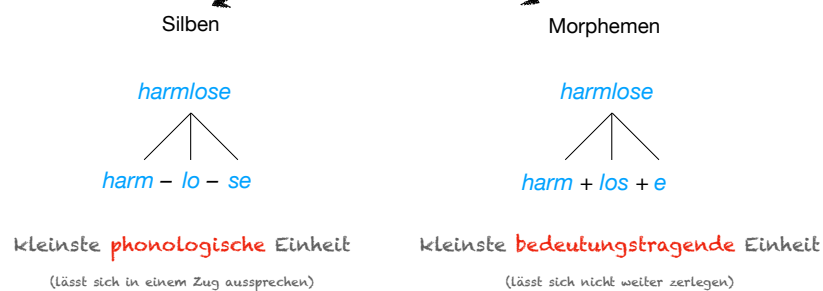 Silben
harmlose
harm – lo – se
kleinste phonologische Einheit
(lässt sich in einem Zug aussprechen)
Morphemen
harmlose
harm + los + e
kleinste bedeutungstragende Einheit
(lässt sich nicht weiter zerlegen)